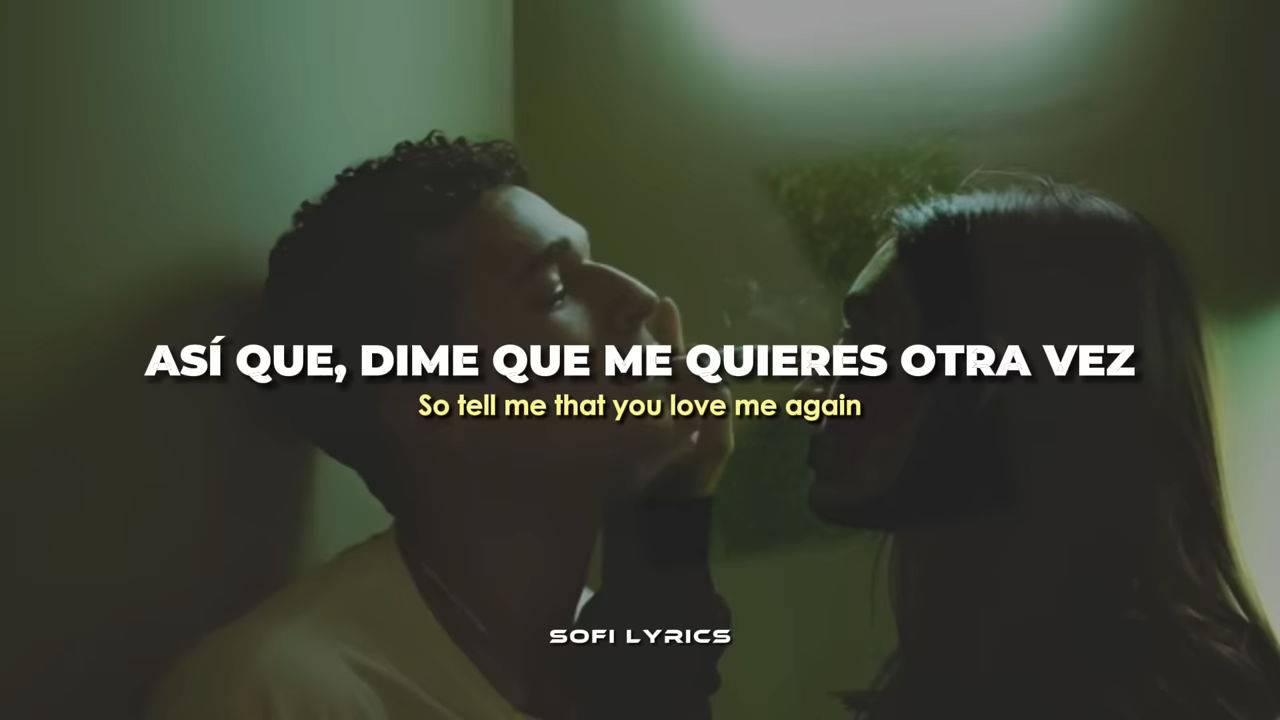 ASÍ QUE, DIME QUE ME QUIERES OTRA VEZ
So tell me that you love me again
SOFI LYRICS